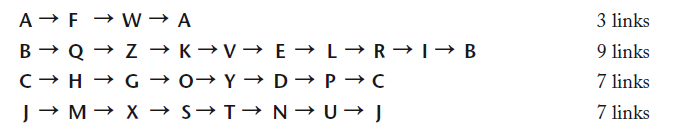 A → F → W → A 3 links
B → Q → Z → K → V → E → L → R → I → B 9 links
C → H → G → O → Y → D → P → C 7 links
J → M → X → S → T → N → U → J 7 links